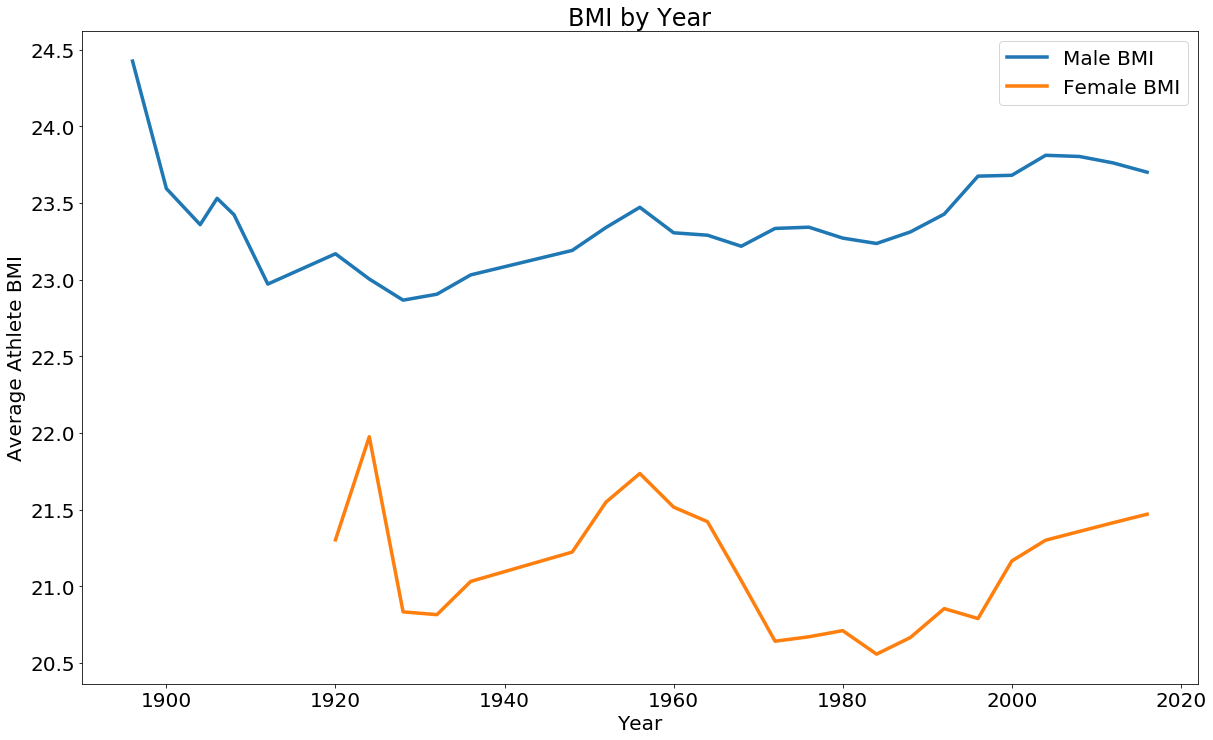 BMI by Year
Male BMI
Female BMI
Average Athlete BMI
24.5
24.0
23.5
23.0
22.5
22.0
21.5
21.0
20.5
1900 1920 1940 1960 1980 2000 2020
Year